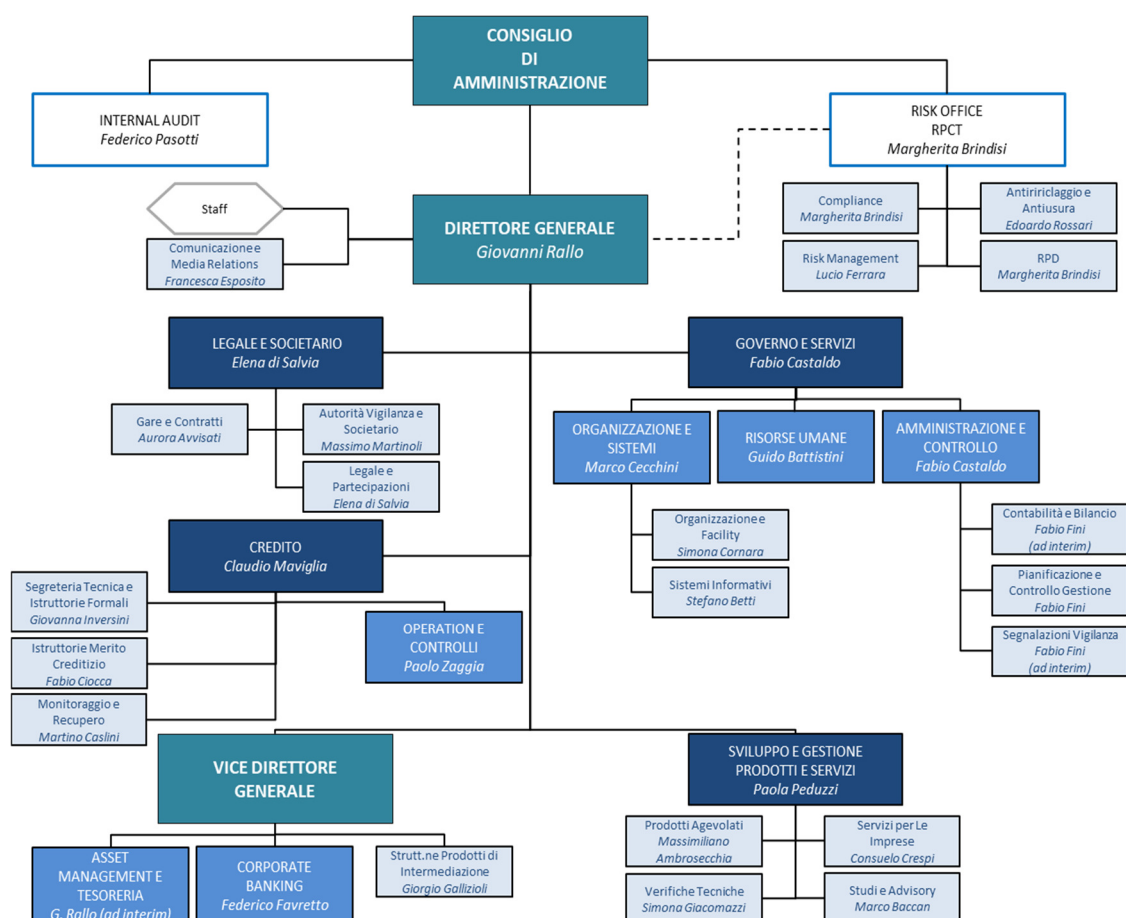 CONSIGLIO
DI
AMMINISTRAZIONE
INTERNAL AUDIT
Federico Pasotti
RISK OFFICE
RPCT
Margherita Brindisi
Staff
Comunicazione e
Media Relations
Francesca Esposito
DIRETTORE GENERALE
Giovanni Rallo
Compliance
Margherita Brindisi
Antiriciclaggio e
Antiusura
Edoardo Rossari
Risk Management
Lucio Ferrara
RPD
Margherita Brindisi
LEGALE E SOCIETARIO
Elena di Salvia
GOVERNO E SERVIZI
Fabio Castaldo
Gare e Contratti
Aurora Avvisati
Autorità Vigilanza e
Societario
Massimo Martinoli
Legale e
Partecipazioni
Elena di Salvia
ORGANIZZAZIONE E
SISTEMI
Marco Cecchini
RISORSE UMANE
Guido Battistini
AMMINISTRAZIONE E
CONTROLLO
Fabio Castaldo
Organizzazione e
Facility
Simona Cornara
Sistemi Informativi
Stefano Betti
Contabilità e Bilancio
Fabio Fini
(ad interim)
Pianificazione e
Controllo Gestione
Fabio Fini
Segnalazioni Vigilanza
Fabio Fini
(ad interim)
CREDITO
Claudio Maviglia
Segreteria Tecnica e
Istruttorie Formali
Giovanna Inversini
Istruttorie Merito
Creditizio
Fabio Ciocca
Monitoraggio e
Recupero
Martino Caslini
OPERATION E
CONTROLLI
Paolo Zaggia
VICE DIRETTORE
GENERALE
SVILUPPO E GESTIONE
PRODOTTI E SERVIZI
Paola Peduzzi
ASSET
MANAGEMENT E
TESORERIA
G. Rallo (ad interim)
CORPORATE
BANKING
Federico Favretto
Strutt.ne Prodotti di
Intermediazione
Giorgio Gallizioli
Prodotti Agevolati
Massimiliano
Ambrosecchia
Servizi per Le
Imprese
Consuelo Crespi
Verifiche Tecniche
Simona Giacomazzi
Studi e Advisory
Marco Baccan